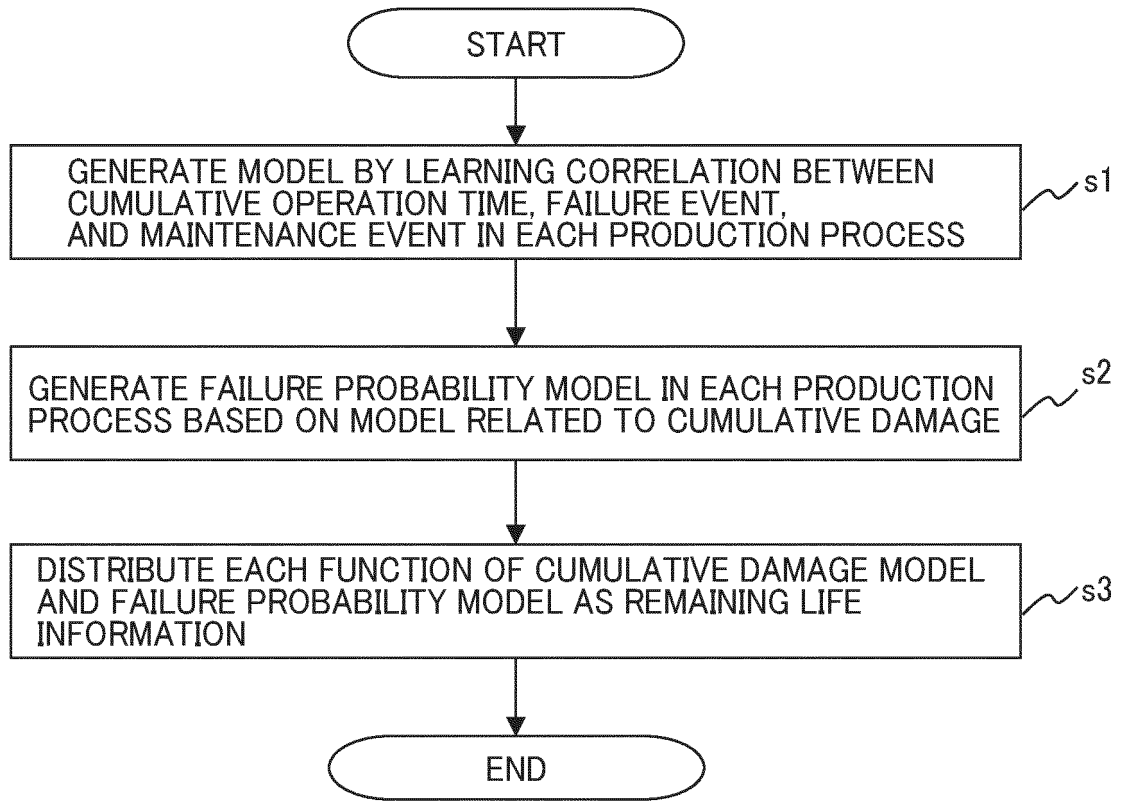 START
GENERATE MODEL BY LEARNING CORRELATION BETWEEN
CUMULATIVE OPERATION TIME, FAILURE EVENT,
AND MAINTENANCE EVENT IN EACH PRODUCTION PROCESS
s1
GENERATE FAILURE PROBABILITY MODEL IN EACH PRODUCTION
PROCESS BASED ON MODEL RELATED TO CUMULATIVE DAMAGE
s2
DISTRIBUTE EACH FUNCTION OF CUMULATIVE DAMAGE MODEL
AND FAILURE PROBABILITY MODEL AS REMAINING LIFE
INFORMATION
s3
END